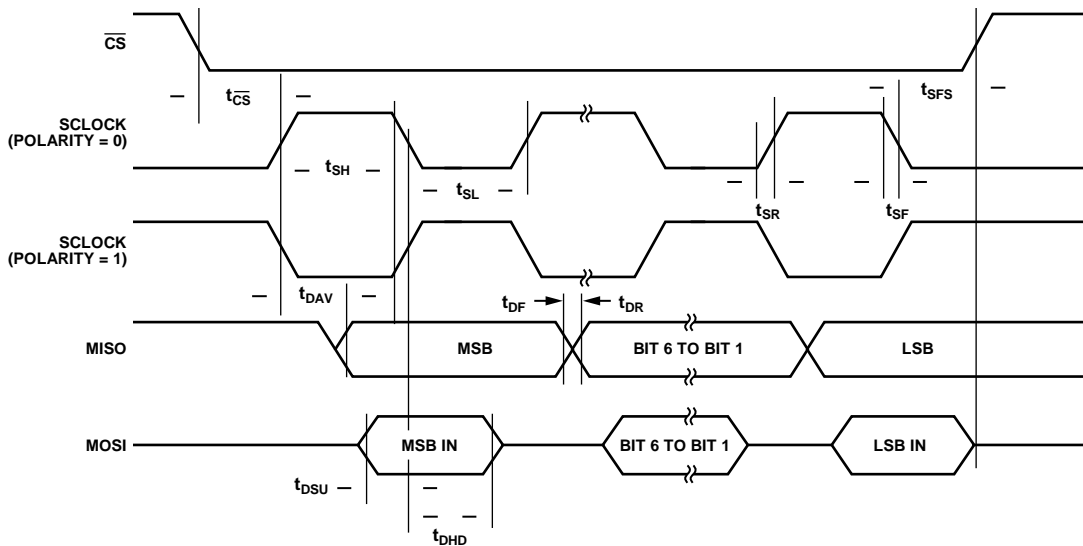 CS
tCS
tSFS
SCLOCK
(POLARITY = 0)
tSH
tSL
tSR
tSF
SCLOCK
(POLARITY = 1)
tDAV
tDF
tDR
MISO
MSB
BIT 6 TO BIT 1
LSB
MOSI
MSB IN
BIT 6 TO BIT 1
LSB IN
tDSU
tDHD